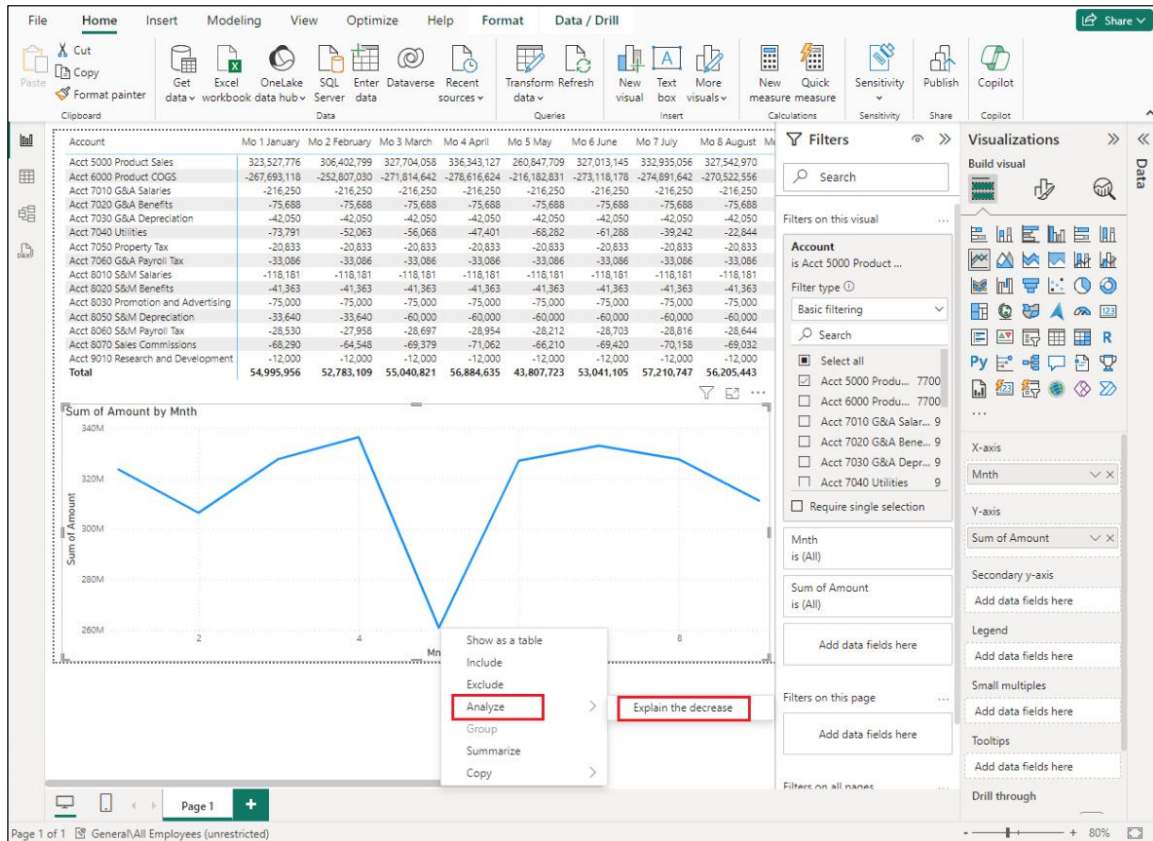 File Home Insert Modeling View Optimize Help Format Data / Drill Share
Paste
Cut
Copy
Format painter
Get data
Excel workbook
OneLake data hub
SQL Server
Enter data
Dataverse
Recent sources
Transform data
Refresh
New visual
Text box
More visuals
New measure
Quick measure
Sensitivity
Publish
Copilot
Clipboard Data Queries Insert Calculations Sensitivity Share Copilot
Account Mo 1 January Mo 2 February Mo 3 March Mo 4 April Mo 5 May Mo 6 June Mo 7 July Mo 8 August
Acct 5000 Product Sales 323,527,776 306,402,799 327,704,058 336,343,127 260,847,709 327,013,145 332,935,056 327,542,970
Acct 6000 Product COGS -267,693,118 -252,807,030 -271,814,642 -278,616,624 -216,182,831 -273,118,178 -274,891,642 -270,522,556
Acct 7010 G&A Salaries -216,250 -216,250 -216,250 -216,250 -216,250 -216,250 -216,250 -216,250
Acct 7020 G&A Benefits -75,688 -75,688 -75,688 -75,688 -75,688 -75,688 -75,688 -75,688
Acct 7030 G&A Depreciation -42,050 -42,050 -42,050 -42,050 -42,050 -42,050 -42,050 -42,050
Acct 7040 Utilities -73,791 -52,063 -56,068 -47,401 -68,282 -61,288 -39,242 -22,844
Acct 7050 Property Tax -20,833 -20,833 -20,833 -20,833 -20,833 -20,833 -20,833 -20,833
Acct 7060 G&A Payroll Tax -33,086 -33,086 -33,086 -33,086 -33,086 -33,086 -33,086 -33,086
Acct 8010 S&M Salaries -118,181 -118,181 -118,181 -118,181 -118,181 -118,181 -118,181 -118,181
Acct 8020 S&M Benefits -41,363 -41,363 -41,363 -41,363 -41,363 -41,363 -41,363 -41,363
Acct 8030 Promotion and Advertising -75,000 -75,000 -75,000 -75,000 -75,000 -75,000 -75,000 -75,000
Acct 8050 S&M Depreciation -33,640 -33,640 -60,000 -60,000 -60,000 -60,000 -60,000 -60,000
Acct 8060 S&M Payroll Tax -28,530 -27,958 -28,697 -28,954 -28,212 -28,703 -28,816 -28,644
Acct 8070 Sales Commissions -68,290 -64,548 -69,379 -71,062 -66,210 -69,420 -70,158 -69,032
Acct 9010 Research and Development -12,000 -12,000 -12,000 -12,000 -12,000 -12,000 -12,000 -12,000
Total 54,995,956 52,783,109 55,040,821 56,884,635 43,807,723 53,041,105 57,210,747 56,205,443
Sum of Amount by Mnth
340M
320M
300M
280M
260M
Sum of Amount
2 4 8
Mn
Show as a table
Include
Exclude
Analyze
Explain the decrease
Group
Summarize
Copy
Filters
Search
Filters on this visual
Account
is Acct 5000 Product ...
Filter type
Basic filtering
Search
Select all
Acct 5000 Produ... 7700
Acct 6000 Produ... 7700
Acct 7010 G&A Salar... 9
Acct 7020 G&A Bene... 9
Acct 7030 G&A Depr... 9
Acct 7040 Utilities 9
Require single selection
Mnth
is (All)
Sum of Amount
is (All)
Add data fields here
Filters on this page
Add data fields here
Filters on all pages
Visualizations
Build visual
123
R
Py
...
X-axis
Mnth
Y-axis
Sum of Amount
Secondary y-axis
Add data fields here
Legend
Add data fields here
Small multiples
Add data fields here
Tooltips
Add data fields here
Drill through
Data
Page 1 +
Page 1 of 1 General\All Employees (unrestricted) - + 80%